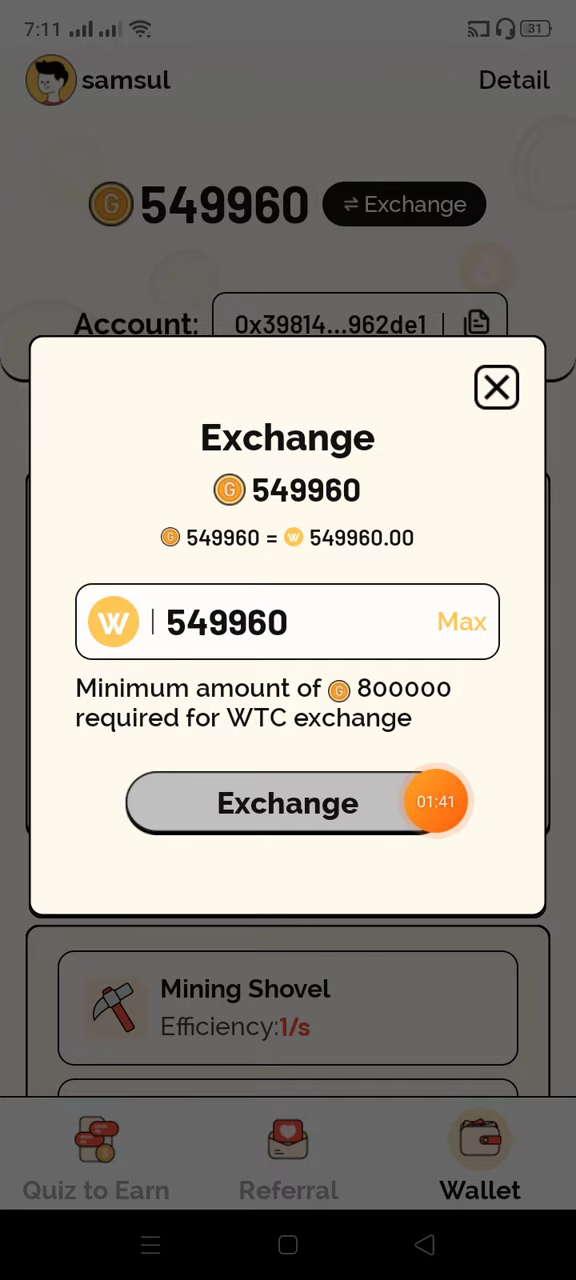 7:11
31
samsul
Detail
G 549960
⇌ Exchange
Account: 0x39814...962de1
Exchange
G 549960
G 549960 = W 549960.00
W | 549960 Max
Minimum amount of G 800000
required for WTC exchange
Exchange
01:41
Mining Shovel
Efficiency:1/s
Quiz to Earn
Referral
Wallet